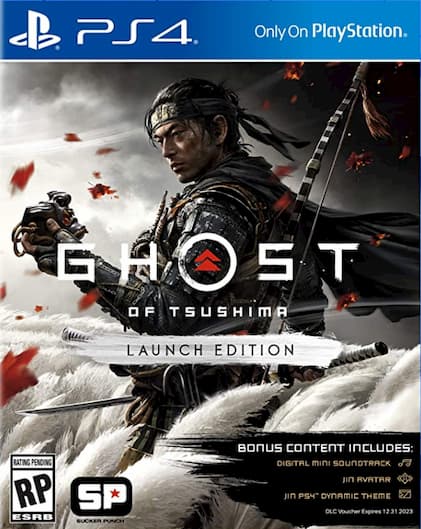 PS4
Only On PlayStation®
GHOST
OF TSUSHIMA
LAUNCH EDITION
BONUS CONTENT INCLUDES:
DIGITAL MINI SOUNDTRACK
JIN AVATAR
JIN PS4™ DYNAMIC THEME
DLC Voucher Expires 12.31.2023
RATING PENDING
RP
ESRB
SP
SUCKER PUNCH